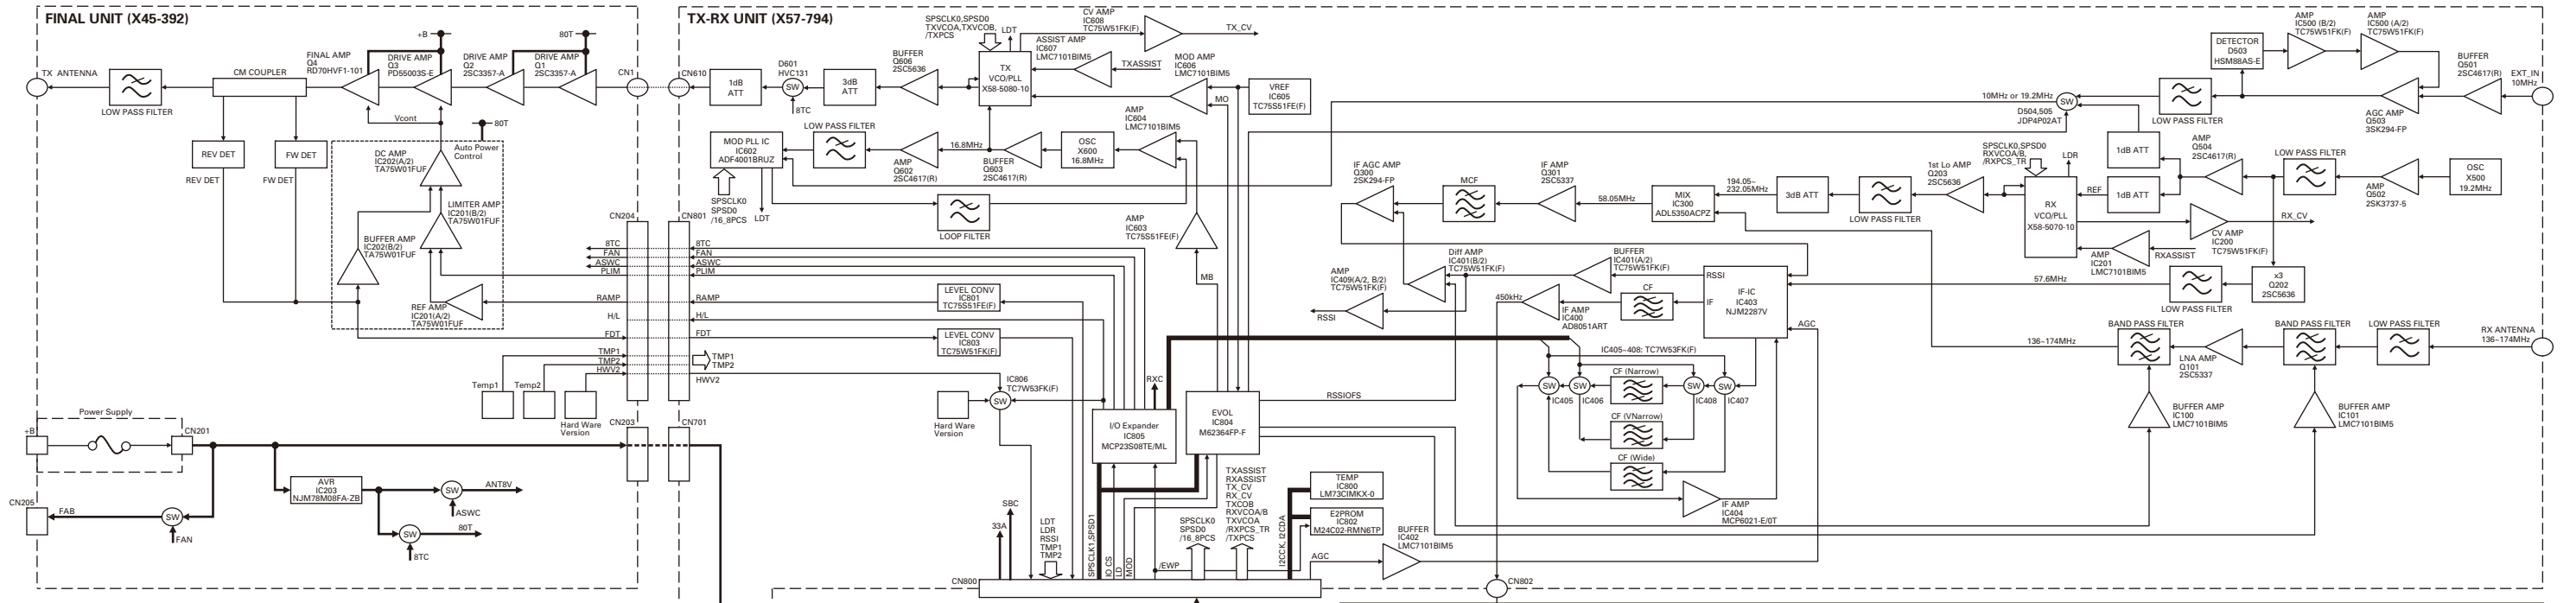 FINAL UNIT (X45-392)
+B
80T
FINAL AMP
Q4
RD70HVF1-101
DRIVE AMP
Q3
PD55003S-E
DRIVE AMP
Q2
2SC3357-A
DRIVE AMP
Q1
2SC3357-A
TX ANTENNA
CM COUPLER
CN1
LOW PASS FILTER
Vcont
80T
REV DET
FW DET
REV DET
FW DET
DC AMP
IC202(A/2)
TA75W01FUF
Auto Power
Control
LIMITER AMP
IC201(B/2)
TA75W01FUF
BUFFER AMP
IC202(B/2)
TA75W01FUF
REF AMP
IC201(A/2)
TA75W01FUF
CN204
8TC
FAN
ASWC
PLIM
RAMP
H/L
FDT
TMP1
TMP2
HWV2
Temp1
Temp2
Hard Ware
Version
CN203
Power Supply
+B
CN201
AVR
IC203
NJM78M08FA-ZB
SW
ANT8V
ASWC
SW
80T
8TC
CN205
FAB
SW
FAN
TX-RX UNIT (X57-794)
CN610
1dB
ATT
D601
HVC131
SW
8TC
3dB
ATT
BUFFER
Q606
2SC5636
SPSCLK0,SPSD0
TXVCOA,TXVCOB,
/TXPCS
LDT
TX
VCO/PLL
X58-5080-10
CV AMP
IC608
TC75W51FK(F)
TX_CV
ASSIST AMP
IC607
LMC7101BIM5
TXASSIST
MOD AMP
IC606
LMC7101BIM5
MO
VREF
IC605
TC75S51FE(F)
MOD PLL IC
IC602
ADF4001BRUZ
LOW PASS FILTER
AMP
Q602
2SC4617(R)
16.8MHz
BUFFER
Q603
2SC4617(R)
OSC
X600
16.8MHz
AMP
IC604
LMC7101BIM5
SPSCLK0
SPSD0
/16_8PCS
LDT
LOOP FILTER
AMP
IC603
TC75S51FE(F)
MB
CN801
8TC
FAN
ASWC
PLIM
RAMP
H/L
FDT
TMP1
TMP2
HWV2
LEVEL CONV
IC801
TC75S51FE(F)
LEVEL CONV
IC803
TC75W51FK(F)
CN701
Hard Ware
Version
IC806
TC7W53FK(F)
SW
I/O Expander
IC805
MCP23S08TE/ML
RXC
EVOL
IC804
M62364FP-F
SBC
33A
LDT
LDR
RSSI
TMP1
TMP2
SPSCLK1,SPSD1
IO CS
LD
MOD
/EWP
SPSCLK0
SPSD0
/16_8PCS
TXASSIST
RXASSIST
TX_CV
RX_CV
TXCOB
RXVCOA/B
TXVCOA
/RXPCS_TR
/TXPCS
I2CCK, I2CDA
TEMP
IC800
LM73CIMKX-0
E2PROM
IC802
M24C02-RMN6TP
AGC
BUFFER
IC402
LMC7101BIM5
CN800
CN802
RSSIOFS
IF AGC AMP
Q300
2SK294-FP
MCF
IF AMP
Q301
2SC5337
58.05MHz
MIX
IC300
ADL5350ACPZ
194.05~
232.05MHz
3dB ATT
LOW PASS FILTER
1st Lo AMP
Q203
2SC5636
SPSCLK0,SPSD0
RXVCOA/B,
/RXPCS_TR
LDR
RX
VCO/PLL
X58-5070-10
REF
1dB ATT
1dB ATT
AMP
Q504
2SC4617(R)
LOW PASS FILTER
AMP
Q502
2SK3737-5
OSC
X500
19.2MHz
CV AMP
IC200
TC75W51FK(F)
RX_CV
AMP
IC201
LMC7101BIM5
RXASSIST
x3
Q202
2SC5636
LOW PASS FILTER
57.6MHz
DETECTOR
D503
HSM88AS-E
AMP
IC500 (B/2)
TC75W51FK(F)
AMP
IC500 (A/2)
TC75W51FK(F)
BUFFER
Q501
2SC4617(R)
EXT_IN
10MHz
10MHz or 19.2MHz
SW
D504,505
JDP4P02AT
LOW PASS FILTER
AGC AMP
Q503
3SK294-FP
AMP
IC409(A/2, B/2)
TC75W51FK(F)
RSSI
Diff AMP
IC401(B/2)
TC75W51FK(F)
BUFFER
IC401(A/2)
TC75W51FK(F)
450kHz
IF AMP
IC400
AD8051ART
CF
RSSI
IF
IF-IC
IC403
NJM2287V
AGC
IC405~408: TC7W53FK(F)
SW
IC405
SW
IC406
CF (Narrow)
SW
IC408
SW
IC407
CF (VNarrow)
CF (Wide)
IF AMP
IC404
MCP6021-E/0T
136~174MHz
BAND PASS FILTER
LNA AMP
Q101
2SC5337
BAND PASS FILTER
LOW PASS FILTER
RX ANTENNA
136~174MHz
BUFFER AMP
IC100
LMC7101BIM5
BUFFER AMP
IC101
LMC7101BIM5